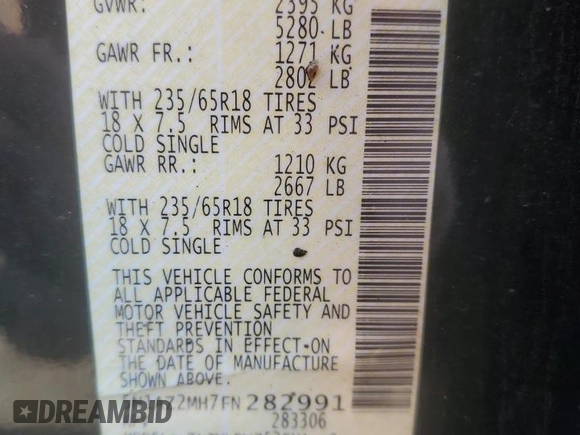 GVWR: 2395 KG
5280 LB
GAWR FR.: 1271 KG
2802 LB
WITH 235/65R18 TIRES
18 X 7.5 RIMS AT 33 PSI
COLD SINGLE
GAWR RR.: 1210 KG
2667 LB
WITH 235/65R18 TIRES
18 X 7.5 RIMS AT 33 PSI
COLD SINGLE
THIS VEHICLE CONFORMS TO
ALL APPLICABLE FEDERAL
MOTOR VEHICLE SAFETY AND
THEFT PREVENTION
STANDARDS IN EFFECT ON
THE DATE OF MANUFACTURE
SHOWN ABOVE.
282991
283306
DREAMBID